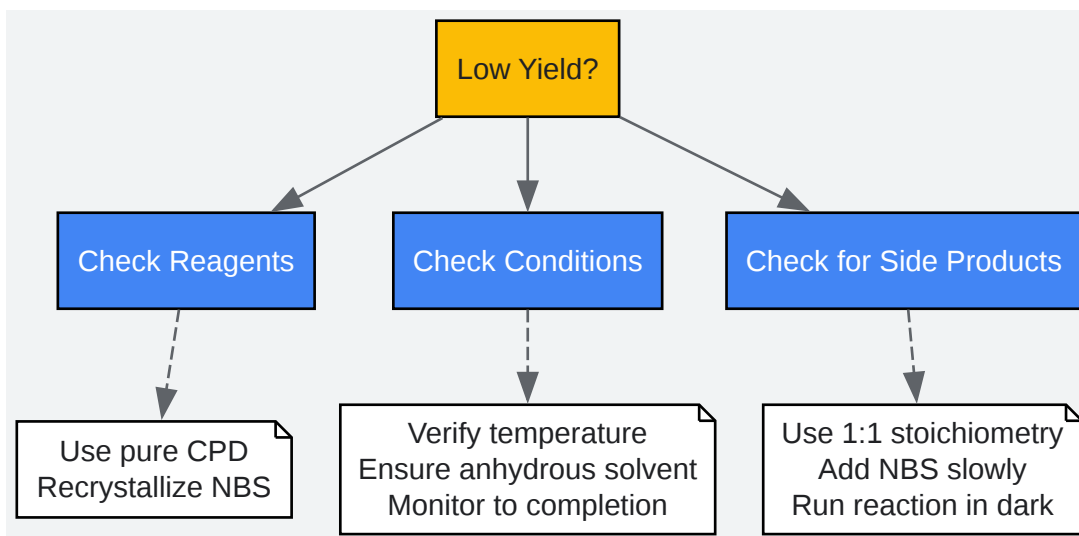 Low Yield?
Check Reagents
Check Conditions
Check for Side Products
Use pure CPD
Recrystallize NBS
Verify temperature
Ensure anhydrous solvent
Monitor to completion
Use 1:1 stoichiometry
Add NBS slowly
Run reaction in dark